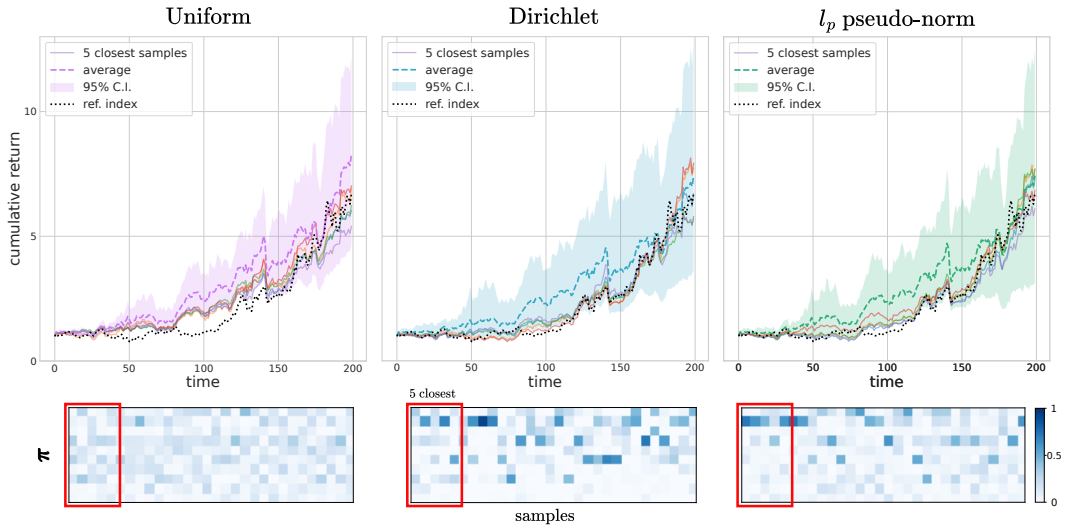 Uniform
Dirichlet
lₚ pseudo-norm
5 closest samples
average
95% C.I.
ref. index
5 closest samples
average
95% C.I.
ref. index
5 closest samples
average
95% C.I.
ref. index
cumulative return
10
5
0
0 50 100 150 200
time
0 50 100 150 200
time
0 50 100 150 200
time
5 closest
π
samples
1
0.5
0